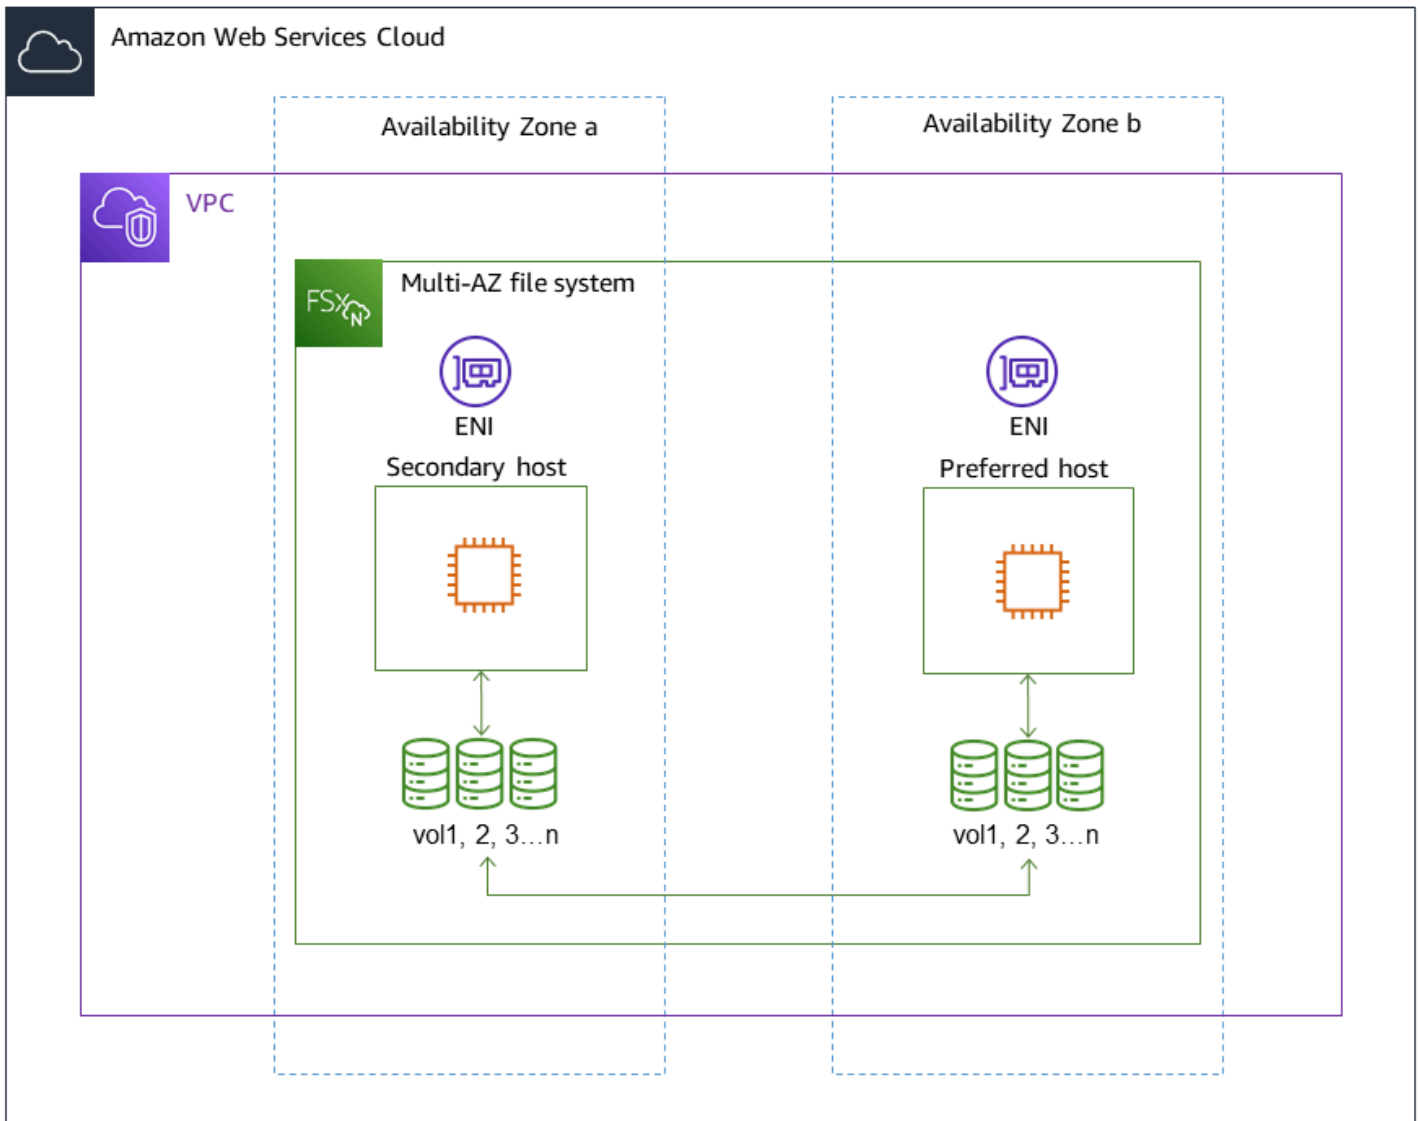 Amazon Web Services Cloud
Availability Zone a
Availability Zone b
VPC
FSx N
Multi-AZ file system
ENI
ENI
Secondary host
Preferred host
vol1, 2, 3...n
vol1, 2, 3...n